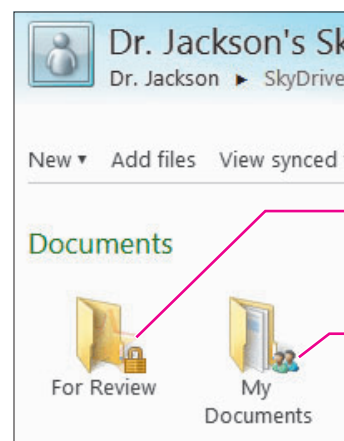 Dr. Jackson's Sk
Dr. Jackson ▸ SkyDrive
New ▾ Add files View synced
Documents
For Review
My
Documents